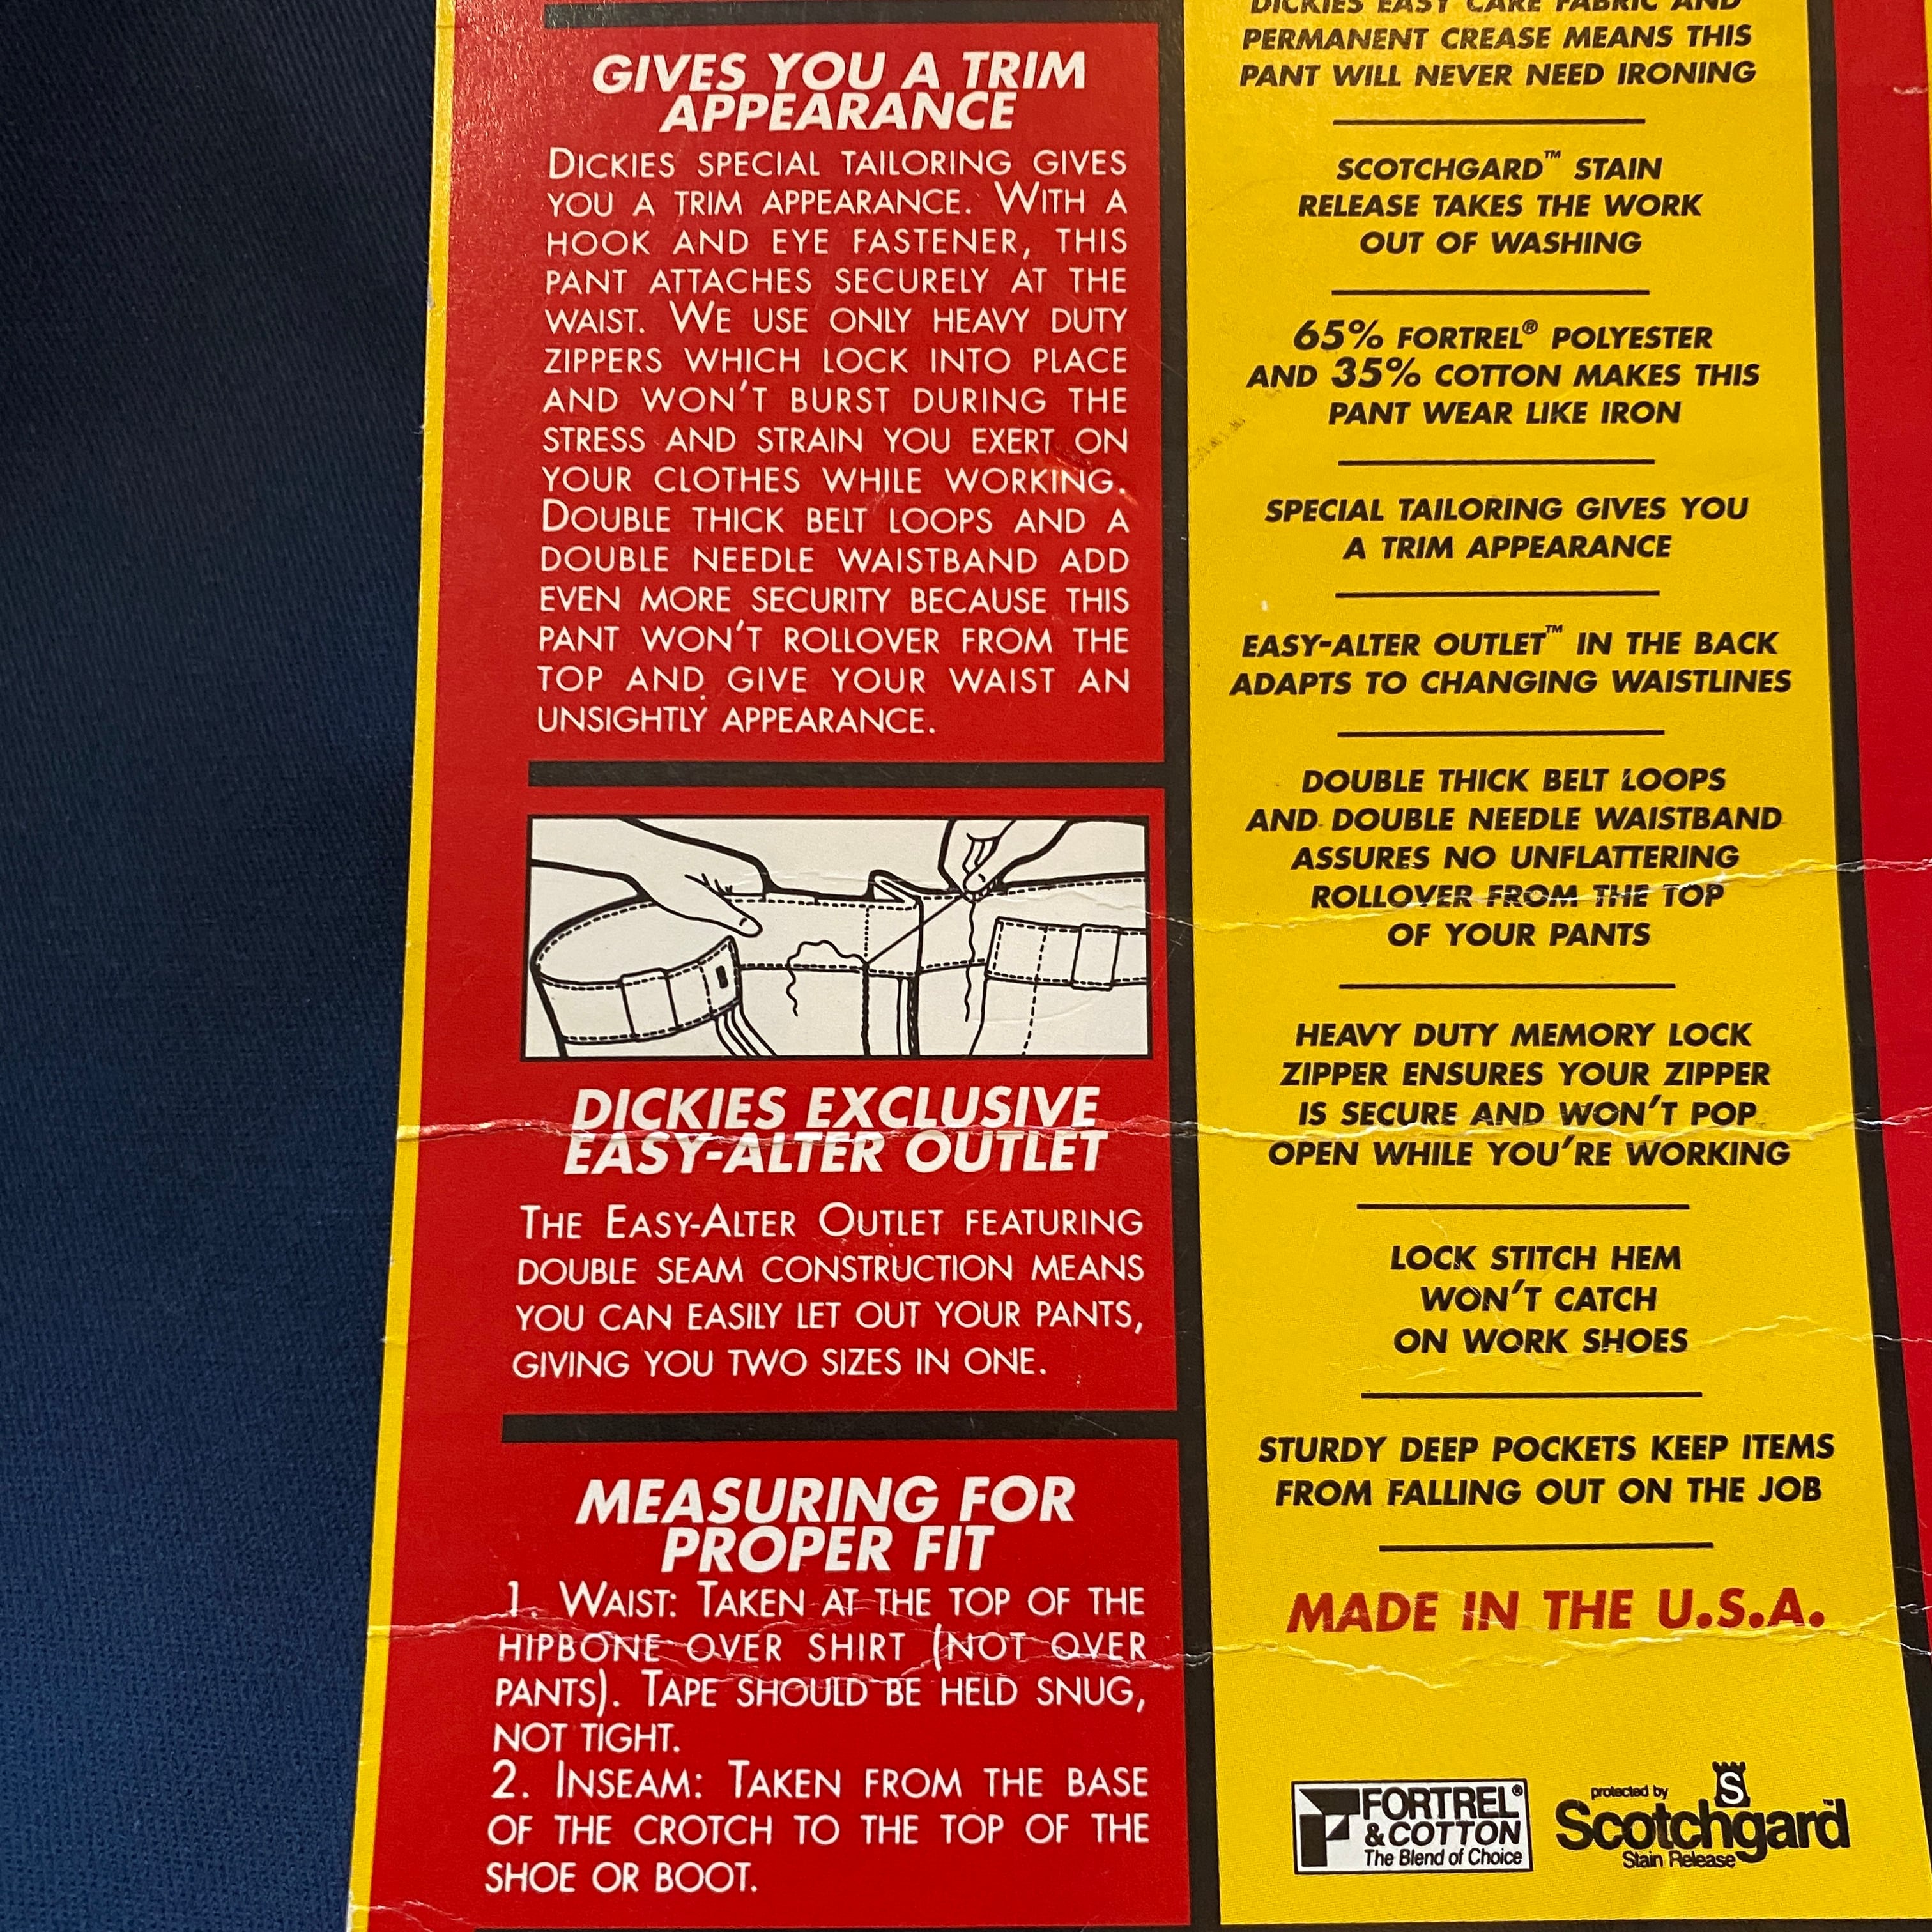 GIVES YOU A TRIM
APPEARANCE
DICKIES SPECIAL TAILORING GIVES
YOU A TRIM APPEARANCE. WITH A
HOOK AND EYE FASTENER, THIS
PANT ATTACHES SECURELY AT THE
WAIST. WE USE ONLY HEAVY DUTY
ZIPPERS WHICH LOCK INTO PLACE
AND WON'T BURST DURING THE
STRESS AND STRAIN YOU EXERT ON
YOUR CLOTHES WHILE WORKING.
DOUBLE THICK BELT LOOPS AND A
DOUBLE NEEDLE WAISTBAND ADD
EVEN MORE SECURITY BECAUSE THIS
PANT WON'T ROLLOVER FROM THE
TOP AND GIVE YOUR WAIST AN
UNSIGHTLY APPEARANCE.
DICKIES EXCLUSIVE
EASY-ALTER OUTLET
THE EASY-ALTER OUTLET FEATURING
DOUBLE SEAM CONSTRUCTION MEANS
YOU CAN EASILY LET OUT YOUR PANTS,
GIVING YOU TWO SIZES IN ONE.
MEASURING FOR
PROPER FIT
1. WAIST: TAKEN AT THE TOP OF THE
HIPBONE OVER SHIRT (NOT OVER
PANTS). TAPE SHOULD BE HELD SNUG,
NOT TIGHT.
2. INSEAM: TAKEN FROM THE BASE
OF THE CROTCH TO THE TOP OF THE
SHOE OR BOOT.
DICKIES EASY CARE FABRIC AND
PERMANENT CREASE MEANS THIS
PANT WILL NEVER NEED IRONING
SCOTCHGARD™ STAIN
RELEASE TAKES THE WORK
OUT OF WASHING
65% FORTREL® POLYESTER
AND 35% COTTON MAKES THIS
PANT WEAR LIKE IRON
SPECIAL TAILORING GIVES YOU
A TRIM APPEARANCE
EASY-ALTER OUTLET™ IN THE BACK
ADAPTS TO CHANGING WAISTLINES
DOUBLE THICK BELT LOOPS
AND DOUBLE NEEDLE WAISTBAND
ASSURES NO UNFLATTERING
ROLLOVER FROM THE TOP
OF YOUR PANTS
HEAVY DUTY MEMORY LOCK
ZIPPER ENSURES YOUR ZIPPER
IS SECURE AND WON'T POP
OPEN WHILE YOU'RE WORKING
LOCK STITCH HEM
WON'T CATCH
ON WORK SHOES
STURDY DEEP POCKETS KEEP ITEMS
FROM FALLING OUT ON THE JOB
MADE IN THE U.S.A.
FORTREL®
&COTTON
The Blend of Choice
S
protected by
Scotchgard™
Stain Release